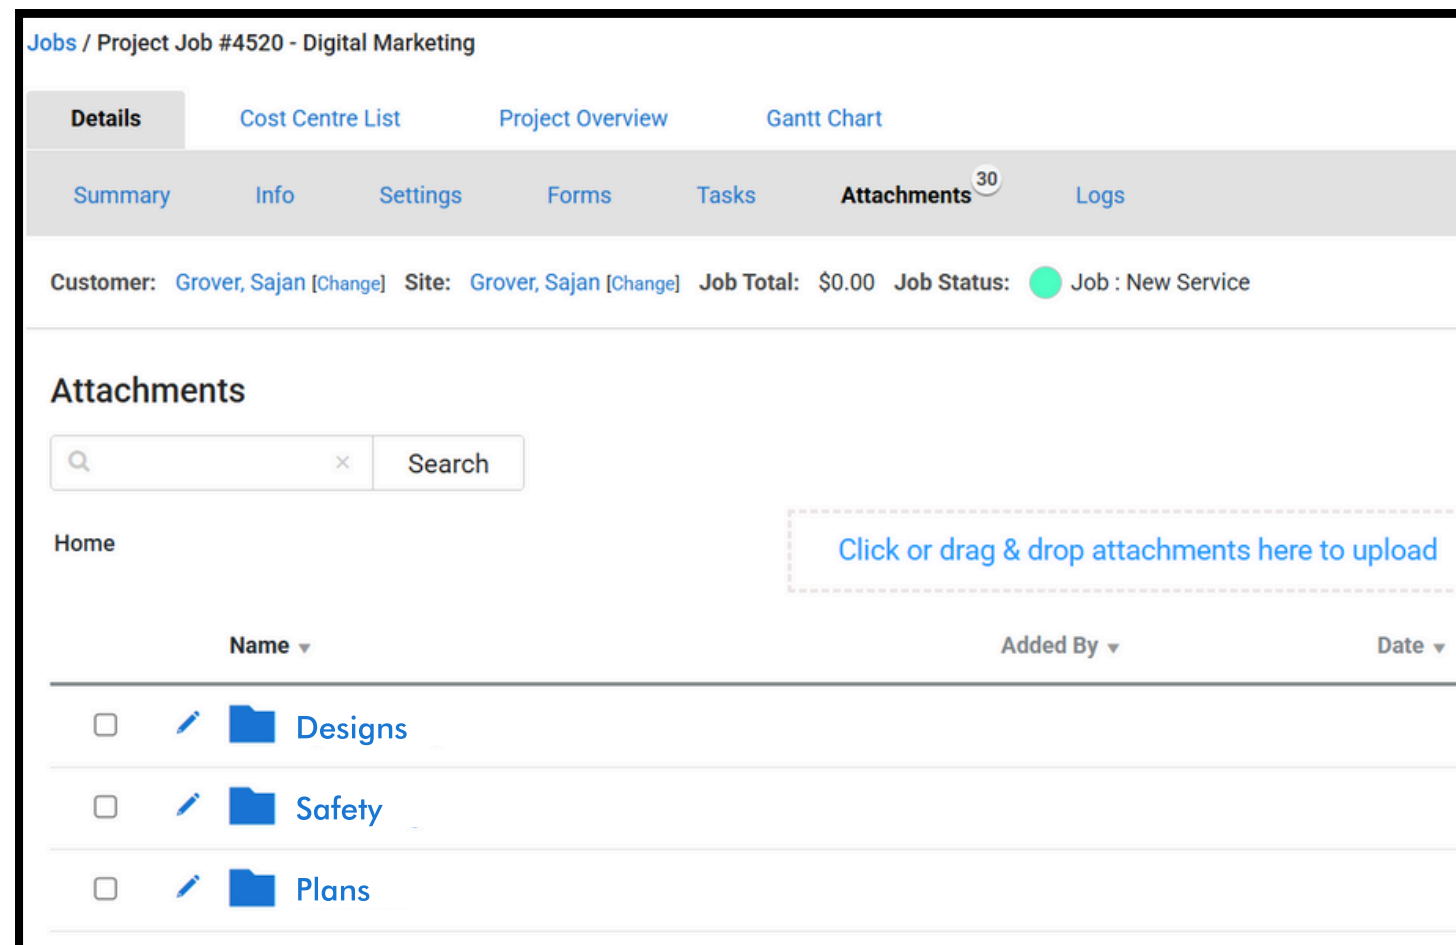 Jobs / Project Job #4520 - Digital Marketing
Details Cost Centre List Project Overview Gantt Chart
Summary Info Settings Forms Tasks Attachments 30 Logs
Customer: Grover, Sajan [Change] Site: Grover, Sajan [Change] Job Total: $0.00 Job Status: Job : New Service
Attachments
Search
Home
Click or drag & drop attachments here to upload
Name Added By Date
Designs
Safety
Plans